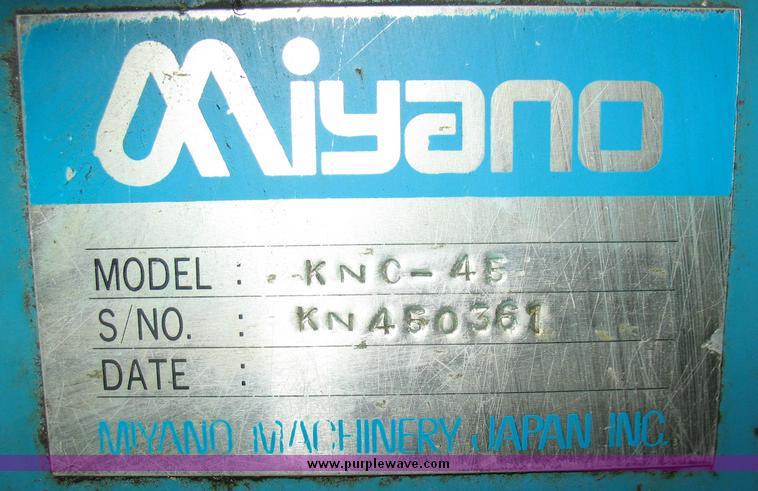 Miyano
MODEL : KNC-45
S/NO. : KN450361
DATE :
MIYANO MACHINERY JAPAN INC.
www.purplewave.com